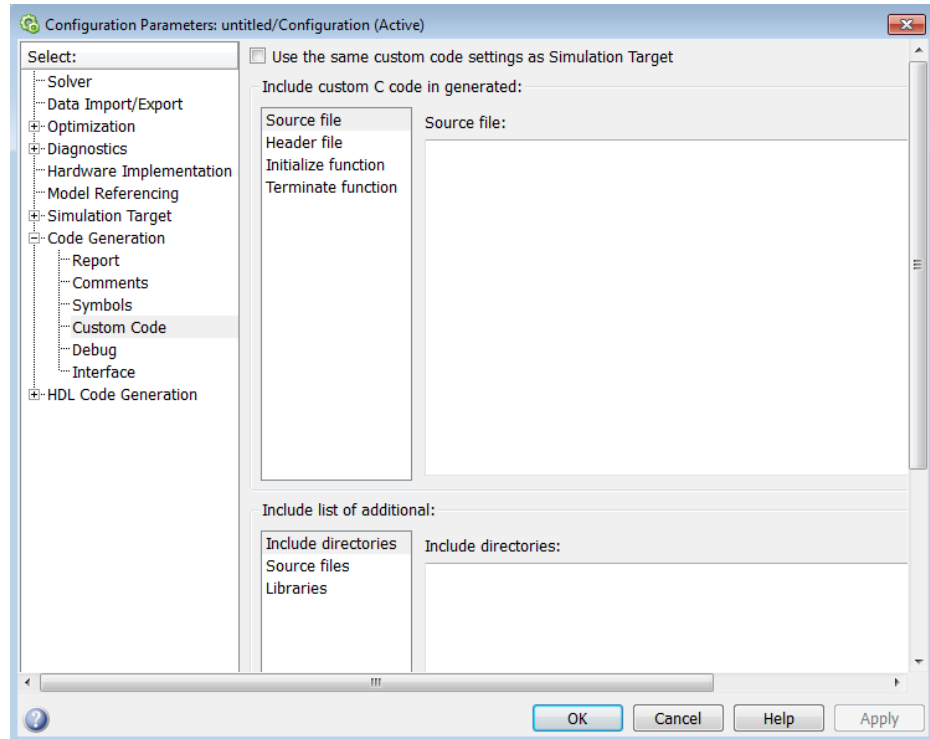 Configuration Parameters: untitled/Configuration (Active)
Select:
Solver
Data Import/Export
Optimization
Diagnostics
Hardware Implementation
Model Referencing
Simulation Target
Code Generation
Report
Comments
Symbols
Custom Code
Debug
Interface
HDL Code Generation
Use the same custom code settings as Simulation Target
Include custom C code in generated:
Source file
Header file
Initialize function
Terminate function
Source file:
Include list of additional:
Include directories
Source files
Libraries
Include directories:
OK Cancel Help Apply